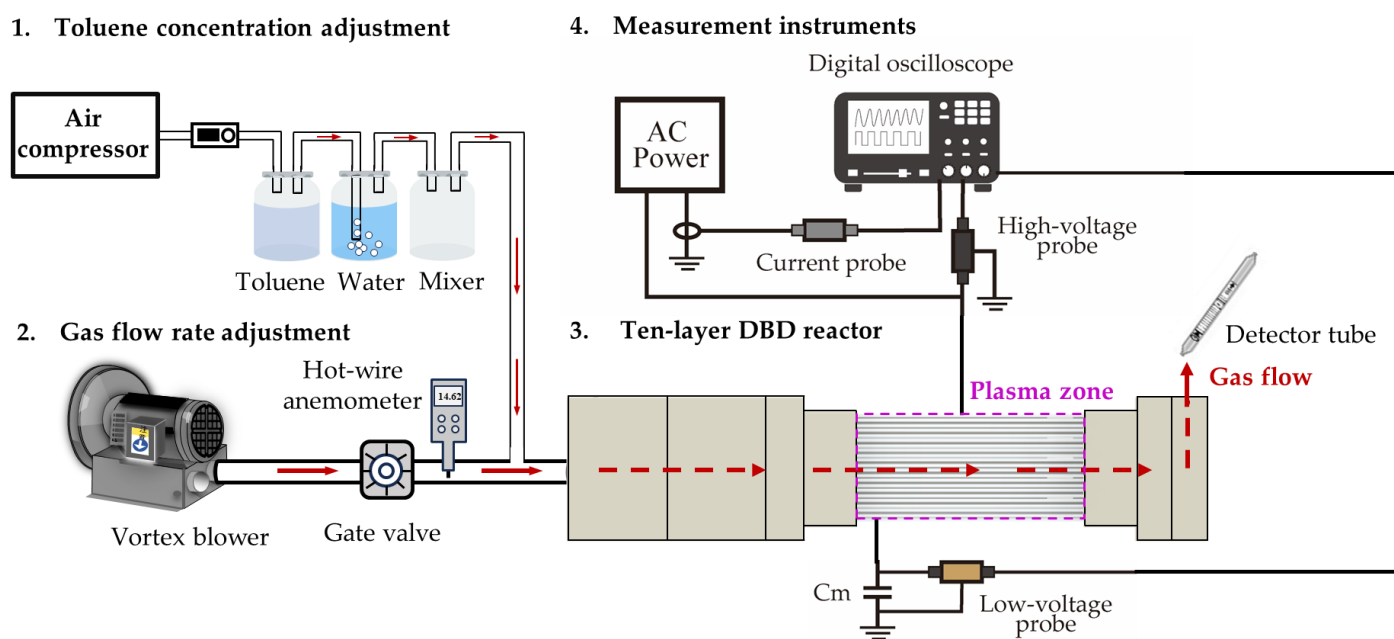 1. Toluene concentration adjustment
Air
compressor
Toluene
Water
Mixer
2. Gas flow rate adjustment
Hot-wire
anemometer
14.62
Vortex blower
Gate valve
4. Measurement instruments
Digital oscilloscope
AC
Power
Current probe
High-voltage
probe
3. Ten-layer DBD reactor
Plasma zone
Detector tube
Gas flow
Cm
Low-voltage
probe